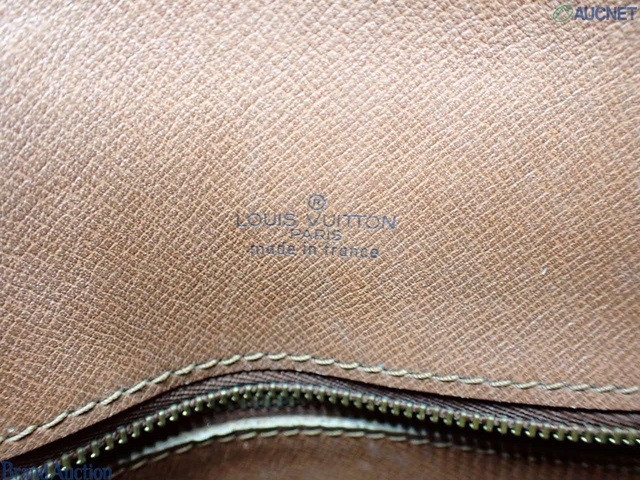 AUCNET
®
LOUIS VUITTON
PARIS
made in france
Brand Auction